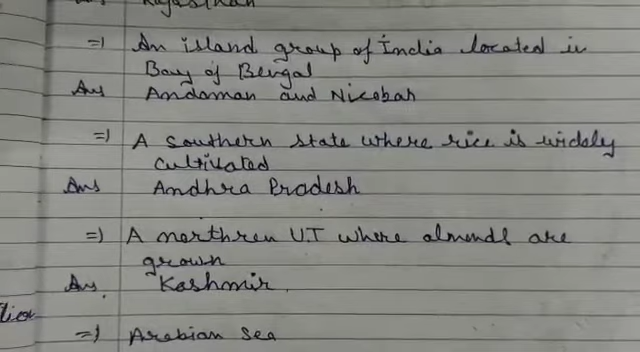 Rajasthan
=) An island group of India located in
Bay of Bengal
Ans Andaman and Nicobar
=) A southern state where rice is widely
cultivated
Ans Andhra Pradesh
=) A northren U.T where almonds are
grown
Ans. Kashmir.
=) Arabian Sea